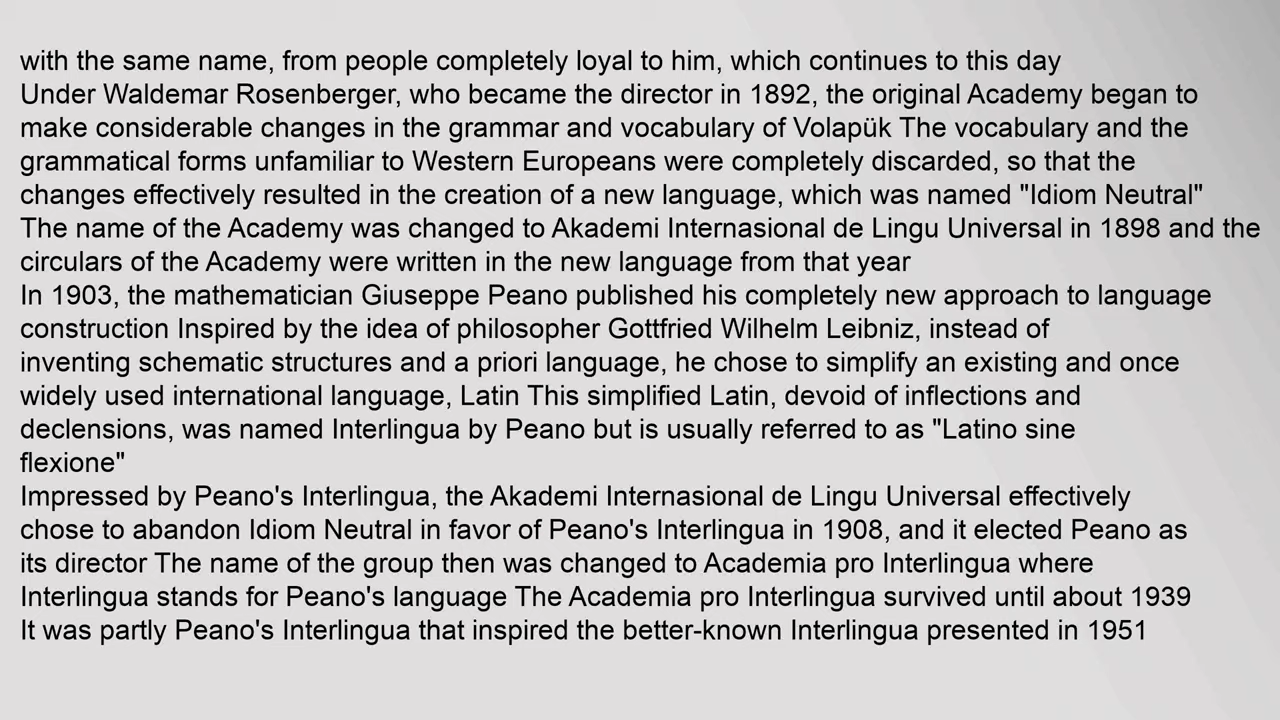 with the same name, from people completely loyal to him, which continues to this day
Under Waldemar Rosenberger, who became the director in 1892, the original Academy began to
make considerable changes in the grammar and vocabulary of Volapük The vocabulary and the
grammatical forms unfamiliar to Western Europeans were completely discarded, so that the
changes effectively resulted in the creation of a new language, which was named "Idiom Neutral"
The name of the Academy was changed to Akademi Internasional de Lingu Universal in 1898 and the
circulars of the Academy were written in the new language from that year
In 1903, the mathematician Giuseppe Peano published his completely new approach to language
construction Inspired by the idea of philosopher Gottfried Wilhelm Leibniz, instead of
inventing schematic structures and a priori language, he chose to simplify an existing and once
widely used international language, Latin This simplified Latin, devoid of inflections and
declensions, was named Interlingua by Peano but is usually referred to as "Latino sine
flexione"
Impressed by Peano's Interlingua, the Akademi Internasional de Lingu Universal effectively
chose to abandon Idiom Neutral in favor of Peano's Interlingua in 1908, and it elected Peano as
its director The name of the group then was changed to Academia pro Interlingua where
Interlingua stands for Peano's language The Academia pro Interlingua survived until about 1939
It was partly Peano's Interlingua that inspired the better-known Interlingua presented in 1951